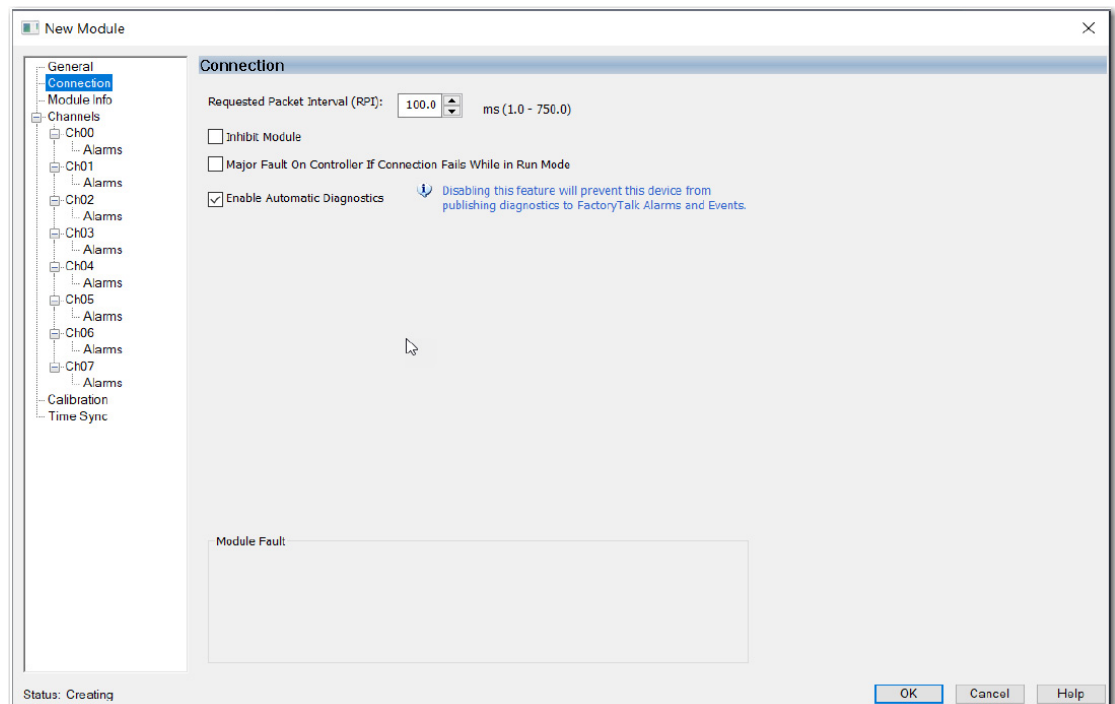 New Module
General
Connection
Module Info
Channels
Ch00
Alarms
Ch01
Alarms
Ch02
Alarms
Ch03
Alarms
Ch04
Alarms
Ch05
Alarms
Ch06
Alarms
Ch07
Alarms
Calibration
Time Sync
Connection
Requested Packet Interval (RPI): 100.0 ms (1.0 - 750.0)
Inhibit Module
Major Fault On Controller If Connection Fails While in Run Mode
Enable Automatic Diagnostics
Disabling this feature will prevent this device from
publishing diagnostics to FactoryTalk Alarms and Events.
Module Fault
Status: Creating
OK Cancel Help